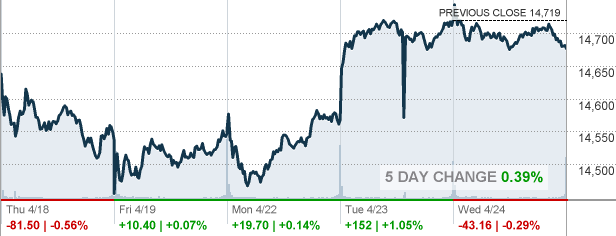 PREVIOUS CLOSE 14,719
14,700
14,650
14,600
14,550
14,500
5 DAY CHANGE 0.39%
Thu 4/18 Fri 4/19 Mon 4/22 Tue 4/23 Wed 4/24
-81.50 | -0.56% +10.40 | +0.07% +19.70 | +0.14% +152 | +1.05% -43.16 | -0.29%